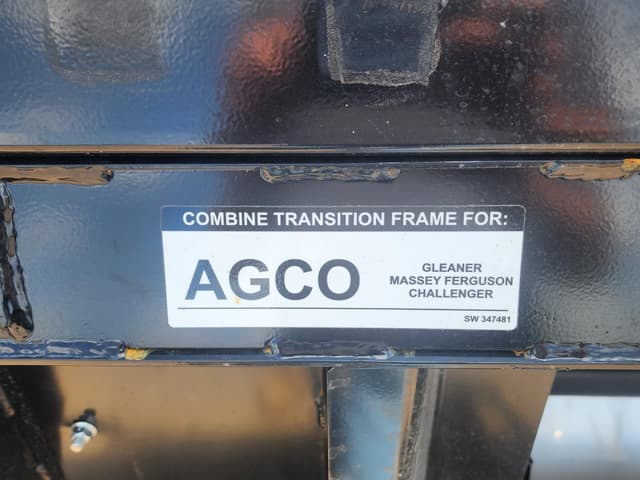 COMBINE TRANSITION FRAME FOR:
AGCO
GLEANER
MASSEY FERGUSON
CHALLENGER
SW 347481